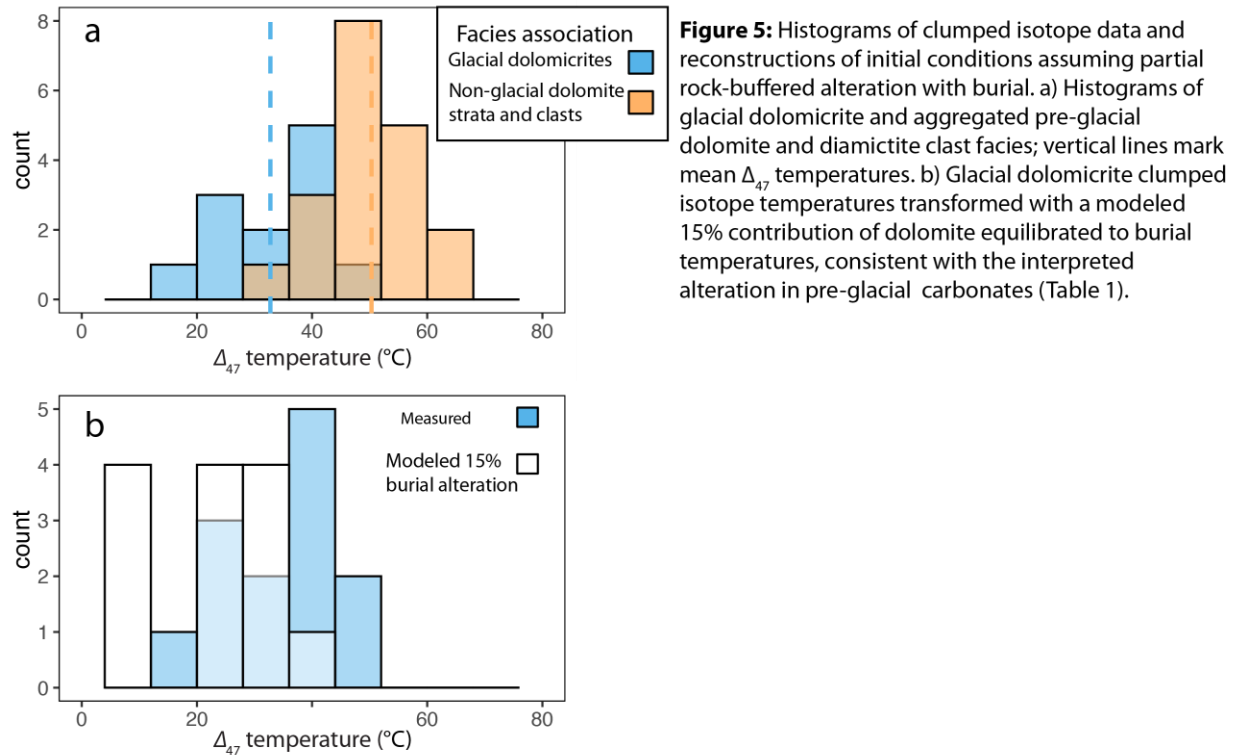 a
Facies association
Glacial dolomicrites
Non-glacial dolomite
strata and clasts
8
6
4
2
0
count
0 20 40 60 80
Δ47 temperature (°C)
Figure 5: Histograms of clumped isotope data and
reconstructions of initial conditions assuming partial
rock-buffered alteration with burial. a) Histograms of
glacial dolomicrite and aggregated pre-glacial
dolomite and diamictite clast facies; vertical lines mark
mean Δ47 temperatures. b) Glacial dolomicrite clumped
isotope temperatures transformed with a modeled
15% contribution of dolomite equilibrated to burial
temperatures, consistent with the interpreted
alteration in pre-glacial carbonates (Table 1).
b
Measured
Modeled 15%
burial alteration
5
4
3
2
1
0
count
0 20 40 60 80
Δ47 temperature (°C)